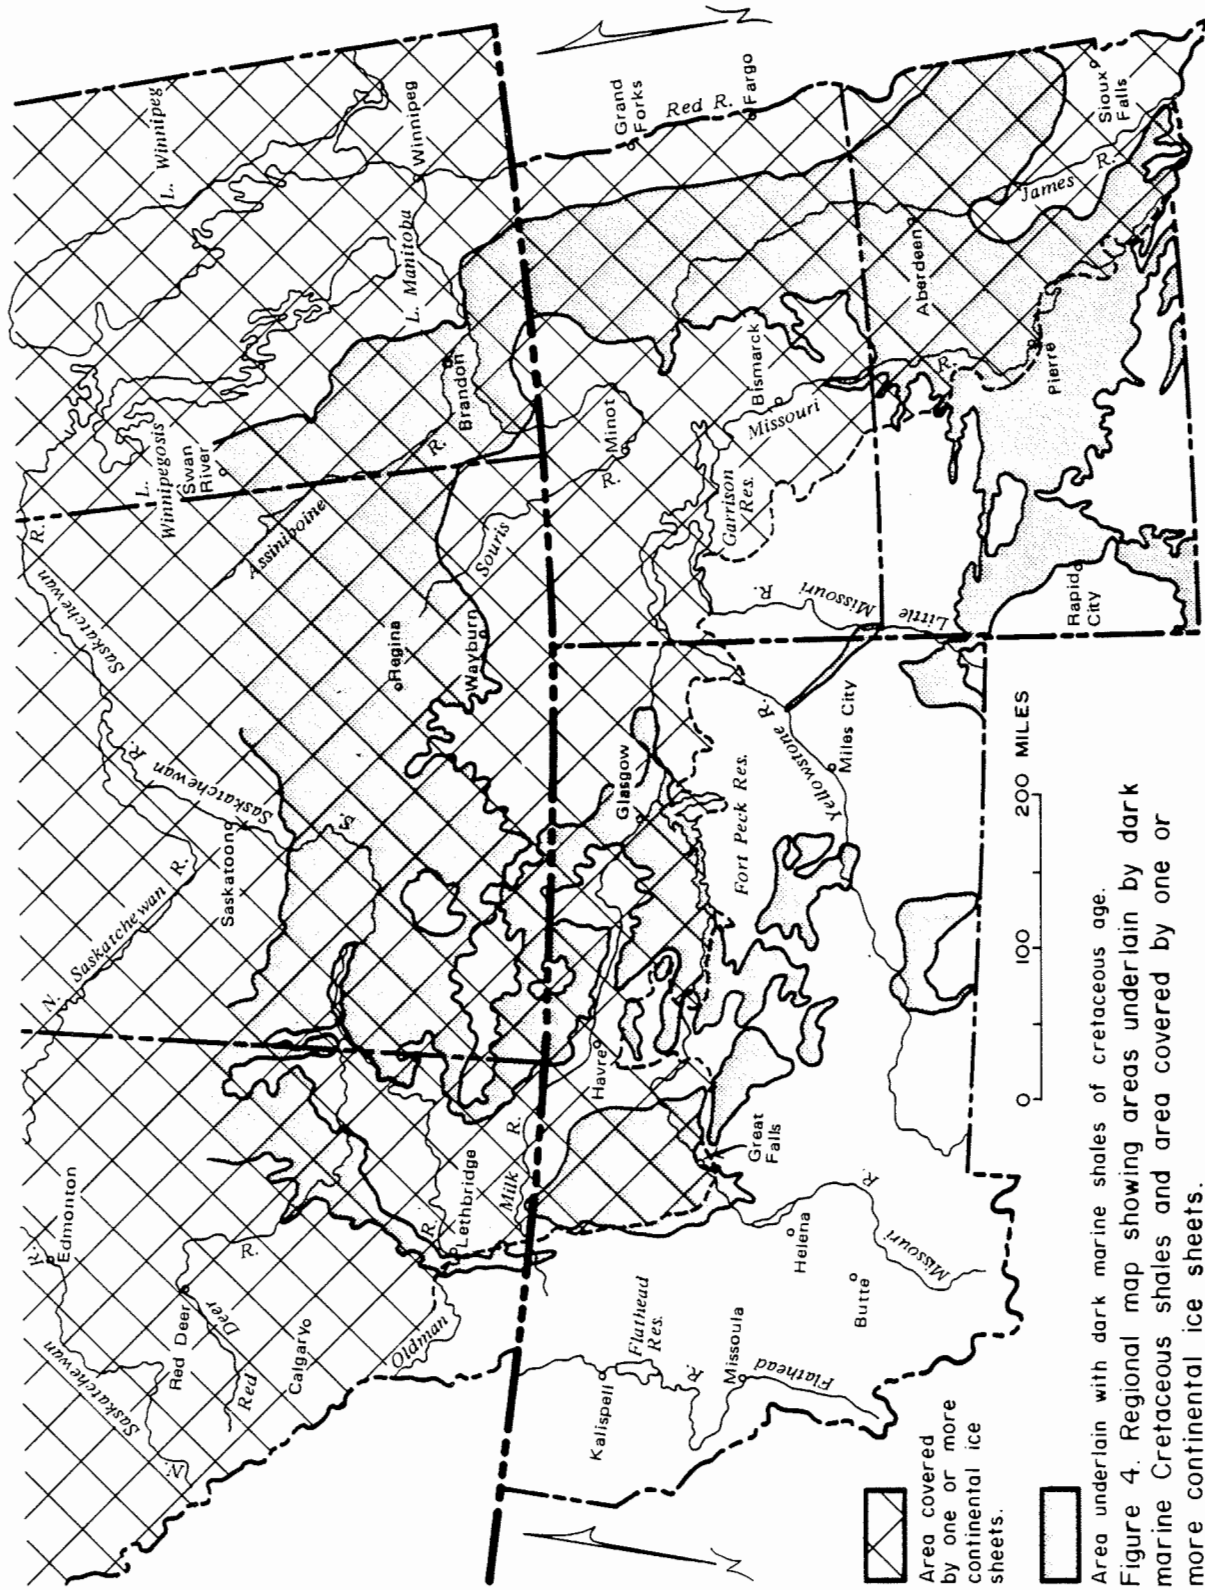 N.
Saskatchewan
R.
Edmonton
Red Deer
Red
Deer
R.
Calgary
Oldman
R.
Lethbridge
Milk
R.
N. Saskatchewan R.
Saskatoon
S.
Saskatchewan
R.
Saskatchewan
R.
Regina
Wayburn
Souris
R.
Assiniboine
R.
Swan
River
L.
Winnipegosis
Brandon
L. Manitoba
L. Winnipeg
Winnipeg
Kalispell
Flathead
Res.
R.
Missoula
Flathead
Butte
Helena
Missouri
R.
Great
Falls
Havre
Glasgow
Fort Peck Res.
Yellowstone R.
Miles City
Little
Missouri
R.
Minot
Garrison
Res.
Bismarck
Missouri
R.
Grand
Forks
Red R.
Fargo
Aberdeen
James
R.
Pierre
Rapid
City
Sioux
Falls
0 100 200 MILES
Area covered
by one or more
continental ice
sheets.
Area underlain with dark marine shales of cretaceous age.
Figure 4. Regional map showing areas underlain by dark
marine Cretaceous shales and area covered by one or
more continental ice sheets.